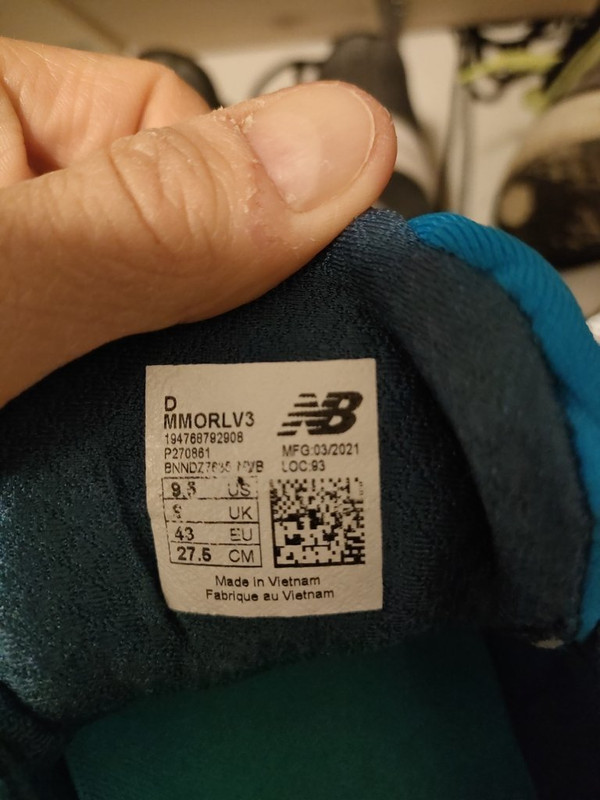 D
MMORLV3
194768792908
P270861
NB
MFG:03/2021
LOC:93
9.5 US
9 UK
43 EU
27.5 CM
Made in Vietnam
Fabrique au Vietnam